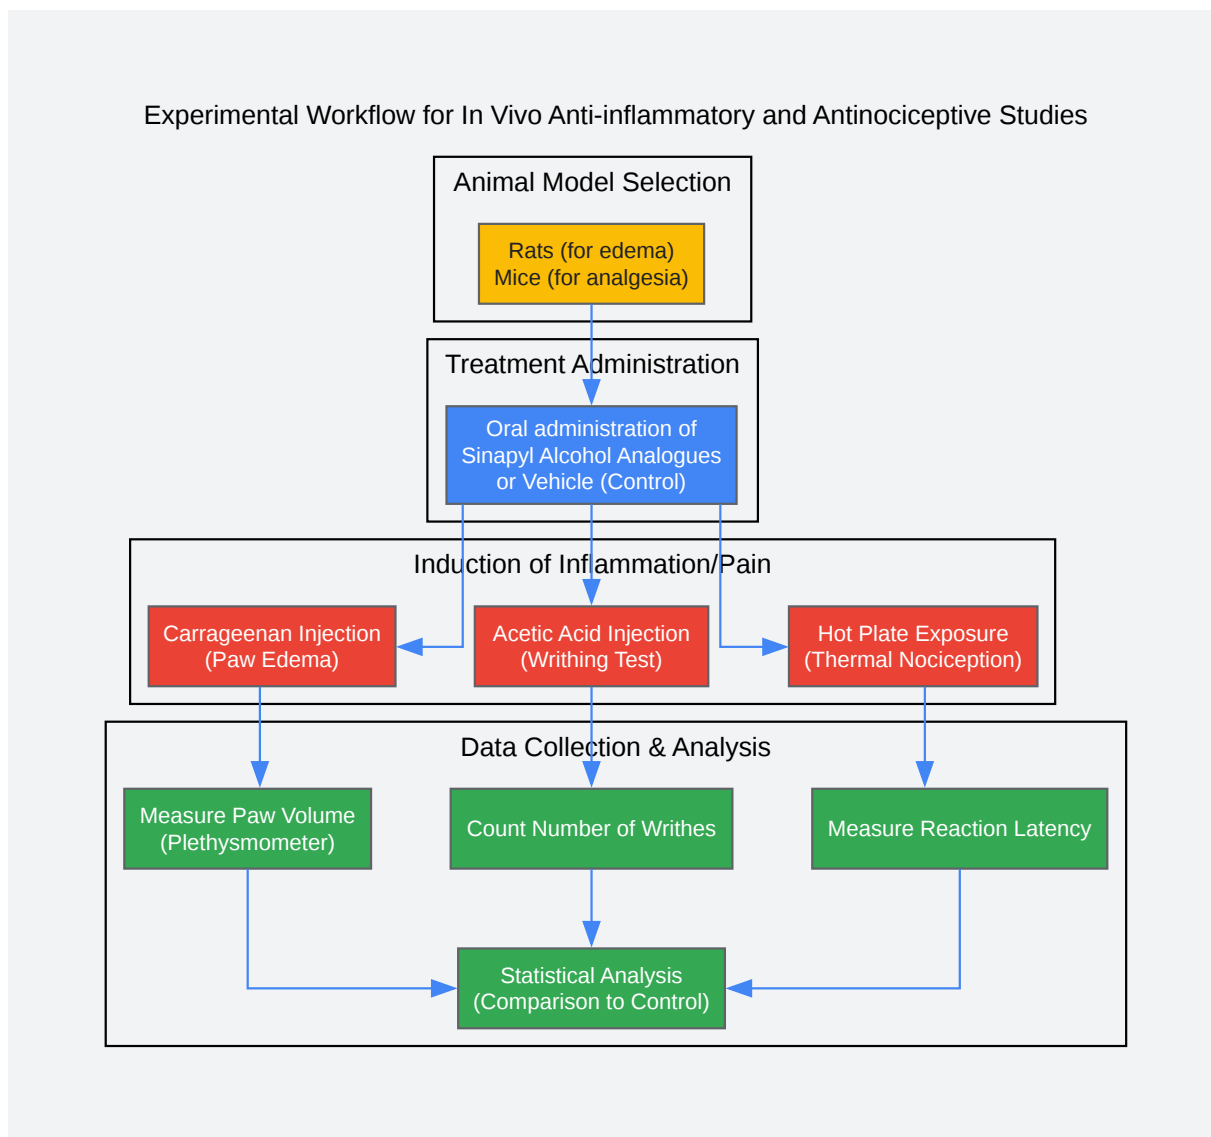 Experimental Workflow for In Vivo Anti-inflammatory and Antinociceptive Studies
Animal Model Selection
Rats (for edema)
Mice (for analgesia)
Treatment Administration
Oral administration of
Sinapyl Alcohol Analogues
or Vehicle (Control)
Induction of Inflammation/Pain
Carrageenan Injection
(Paw Edema)
Acetic Acid Injection
(Writhing Test)
Hot Plate Exposure
(Thermal Nociception)
Data Collection & Analysis
Measure Paw Volume
(Plethysmometer)
Count Number of Writhes
Measure Reaction Latency
Statistical Analysis
(Comparison to Control)